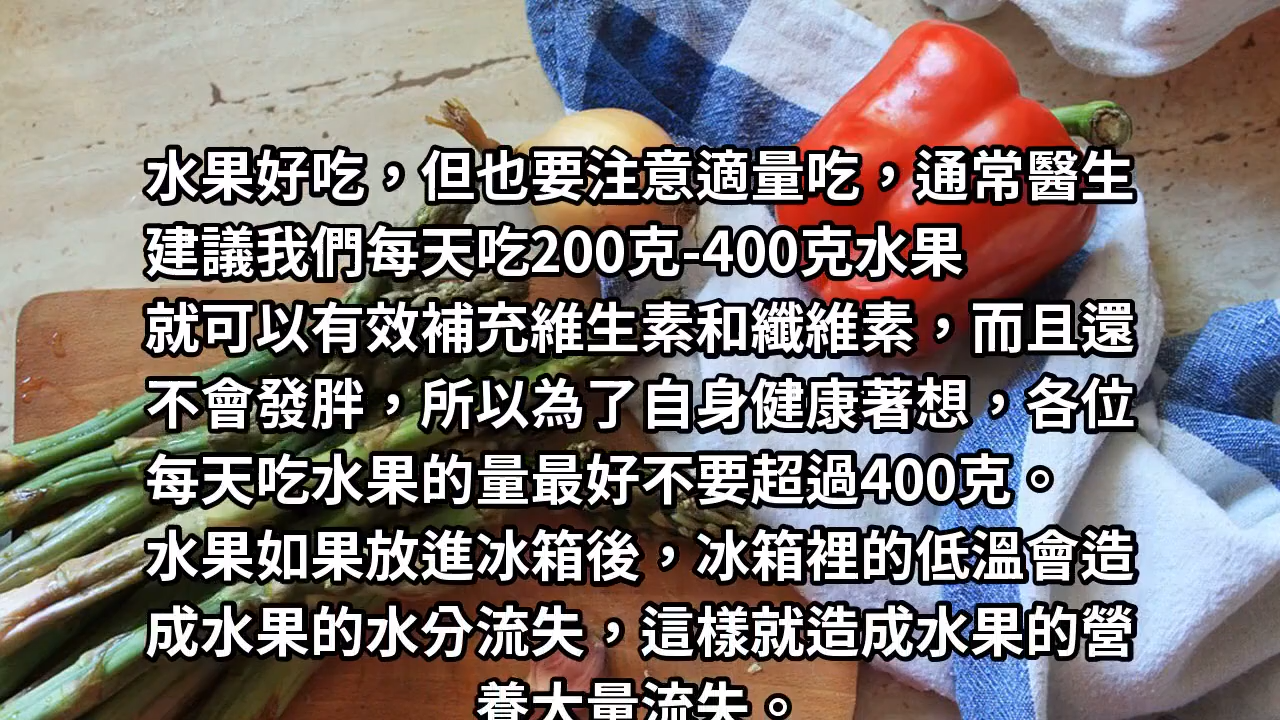 水果好吃，但也要注意適量吃，通常醫生
建議我們每天吃200克-400克水果
就可以有效補充維生素和纖維素，而且還
不會發胖，所以為了自身健康著想，各位
每天吃水果的量最好不要超過400克。
水果如果放進冰箱後，冰箱裡的低溫會造
成水果的水分流失，這樣就造成水果的營
養大量流失。